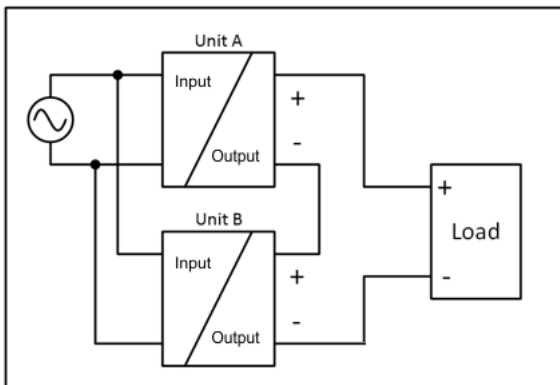 Unit A
Input
+
-
Output
Unit B
Input
+
-
Output
+
Load
-